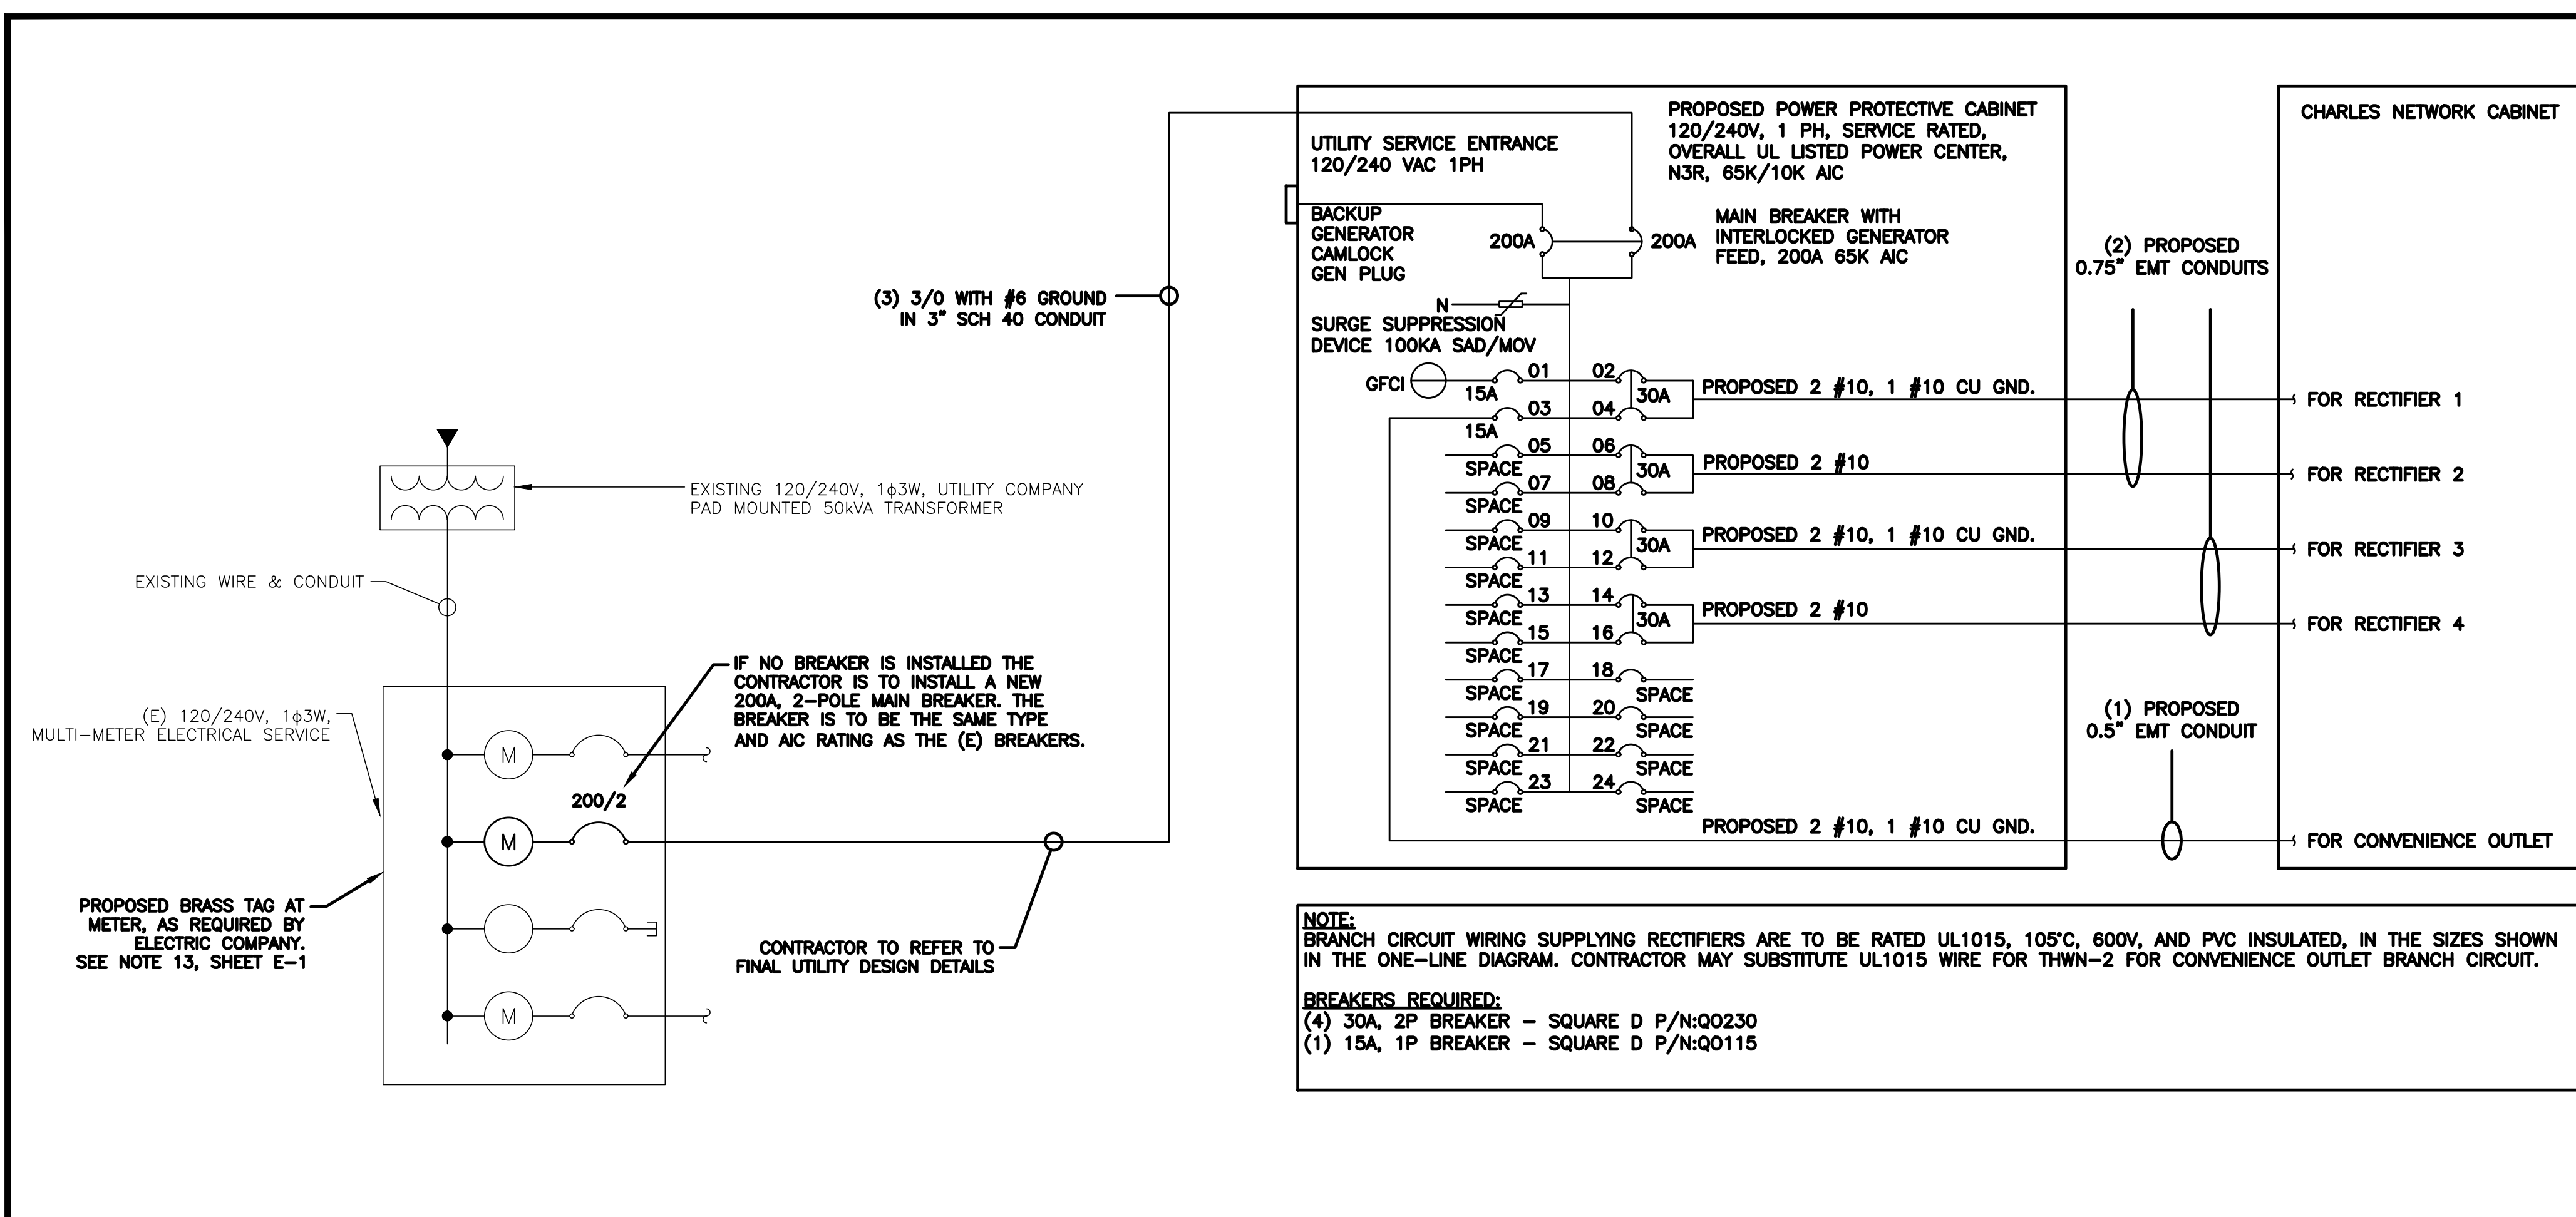 EXISTING 120/240V, 1ϕ3W, UTILITY COMPANY
PAD MOUNTED 50kVA TRANSFORMER
EXISTING WIRE & CONDUIT
(E) 120/240V, 1ϕ3W,
MULTI-METER ELECTRICAL SERVICE
M
200/2
M
M
PROPOSED BRASS TAG AT
METER, AS REQUIRED BY
ELECTRIC COMPANY.
SEE NOTE 13, SHEET E-1
IF NO BREAKER IS INSTALLED THE
CONTRACTOR IS TO INSTALL A NEW
200A, 2-POLE MAIN BREAKER. THE
BREAKER IS TO BE THE SAME TYPE
AND AIC RATING AS THE (E) BREAKERS.
CONTRACTOR TO REFER TO
FINAL UTILITY DESIGN DETAILS
(3) 3/0 WITH #6 GROUND
IN 3" SCH 40 CONDUIT
UTILITY SERVICE ENTRANCE
120/240 VAC 1PH
PROPOSED POWER PROTECTIVE CABINET
120/240V, 1 PH, SERVICE RATED,
OVERALL UL LISTED POWER CENTER,
N3R, 65K/10K AIC
BACKUP
GENERATOR
CAMLOCK
GEN PLUG
200A
200A
MAIN BREAKER WITH
INTERLOCKED GENERATOR
FEED, 200A 65K AIC
N
SURGE SUPPRESSION
DEVICE 100KA SAD/MOV
GFCI
01 02
15A 30A
03 04
15A
05 06
SPACE 30A
07 08
SPACE
09 10
SPACE 30A
11 12
SPACE
13 14
SPACE 30A
15 16
SPACE
17 18
SPACE SPACE
19 20
SPACE SPACE
21 22
SPACE SPACE
23 24
SPACE SPACE
PROPOSED 2 #10, 1 #10 CU GND.
PROPOSED 2 #10
PROPOSED 2 #10, 1 #10 CU GND.
PROPOSED 2 #10
PROPOSED 2 #10, 1 #10 CU GND.
(2) PROPOSED
0.75" EMT CONDUITS
(1) PROPOSED
0.5" EMT CONDUIT
CHARLES NETWORK CABINET
FOR RECTIFIER 1
FOR RECTIFIER 2
FOR RECTIFIER 3
FOR RECTIFIER 4
FOR CONVENIENCE OUTLET
NOTE:
BRANCH CIRCUIT WIRING SUPPLYING RECTIFIERS ARE TO BE RATED UL1015, 105°C, 600V, AND PVC INSULATED, IN THE SIZES SHOWN
IN THE ONE-LINE DIAGRAM. CONTRACTOR MAY SUBSTITUTE UL1015 WIRE FOR THWN-2 FOR CONVENIENCE OUTLET BRANCH CIRCUIT.
BREAKERS REQUIRED:
(4) 30A, 2P BREAKER - SQUARE D P/N:QO230
(1) 15A, 1P BREAKER - SQUARE D P/N:QO115